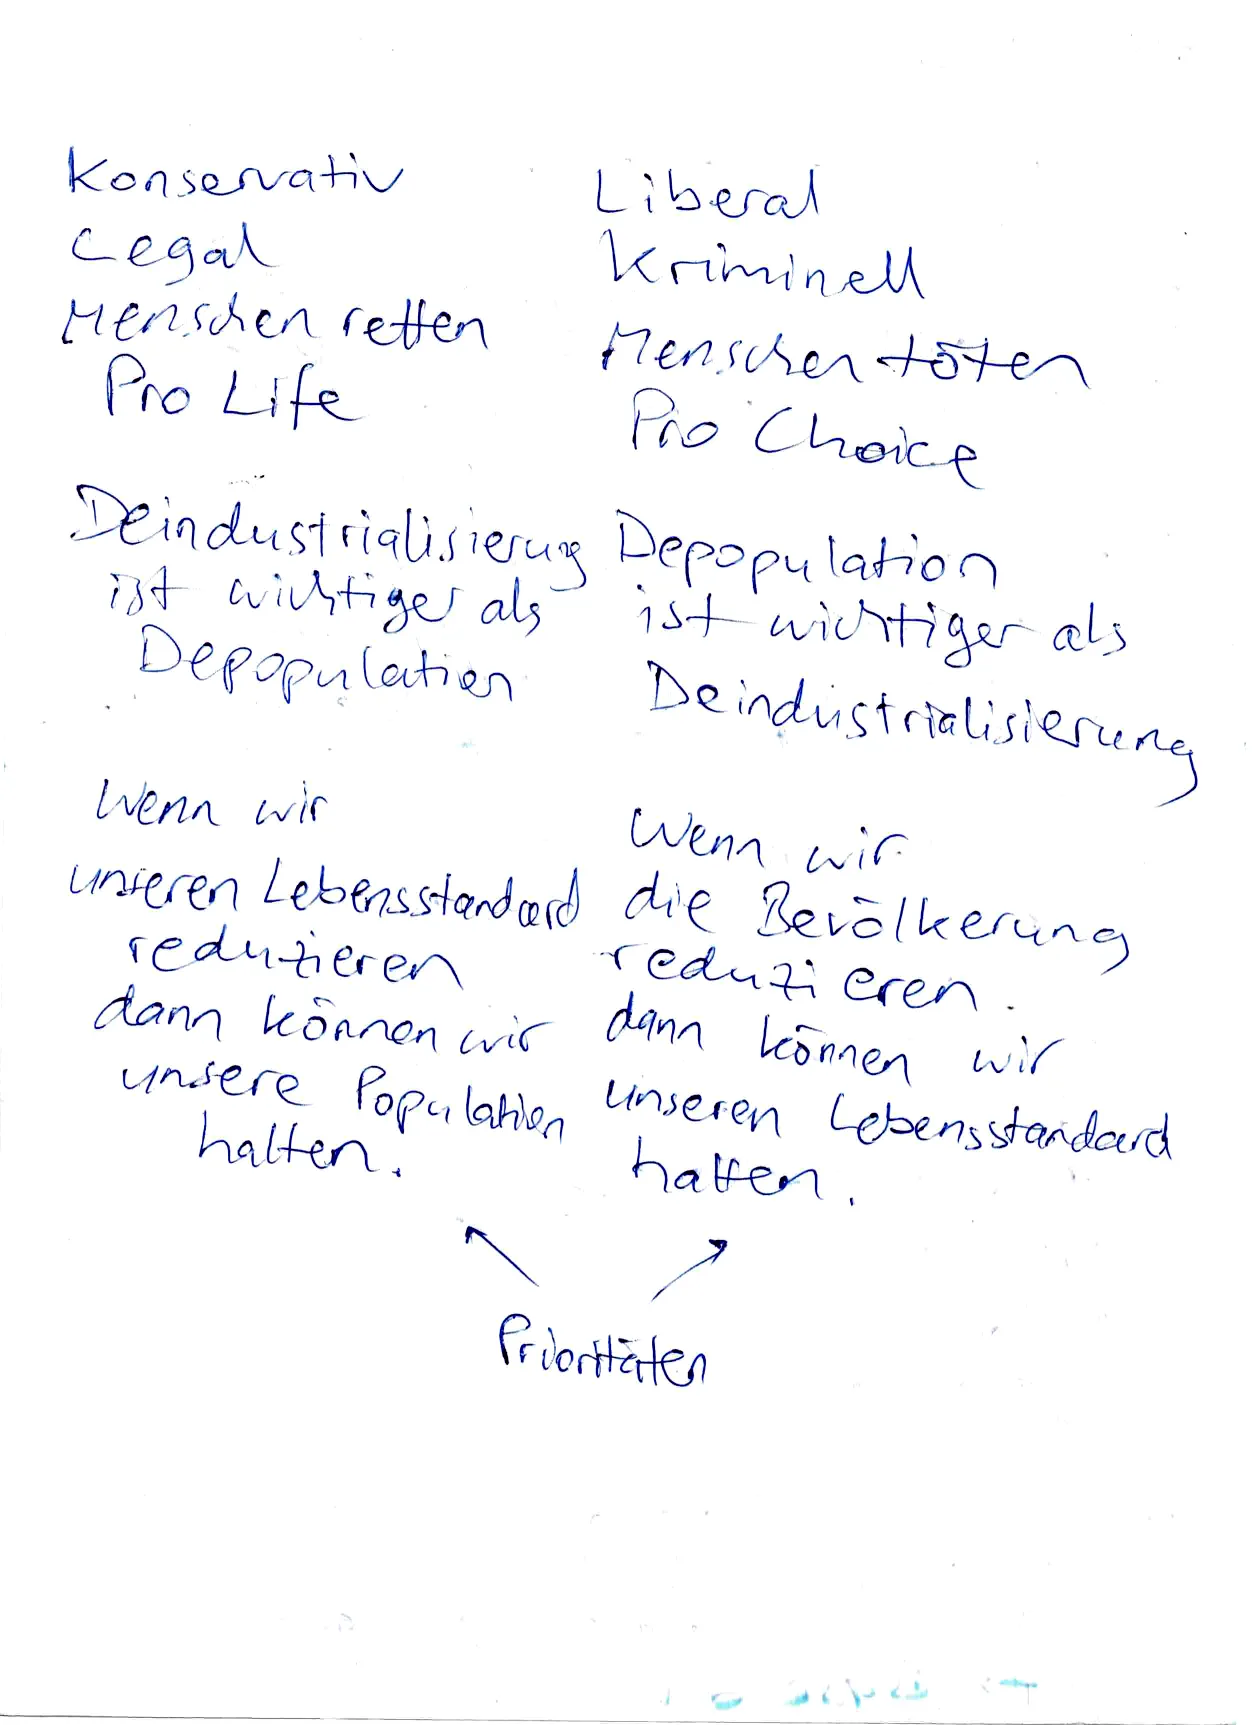 Konservativ
Legal
Menschen retten
Pro Life
Deindustrialisierung
ist wichtiger als
Depopulation
Wenn wir
unseren Lebensstandard
reduzieren
dann können wir
unsere Population
halten.
Liberal
Kriminell
Menschen töten
Pro Choice
Depopulation
ist wichtiger als
Deindustrialisierung
Wenn wir
die Bevölkerung
reduzieren
dann können wir
unseren Lebensstandard
halten.
Prioritäten